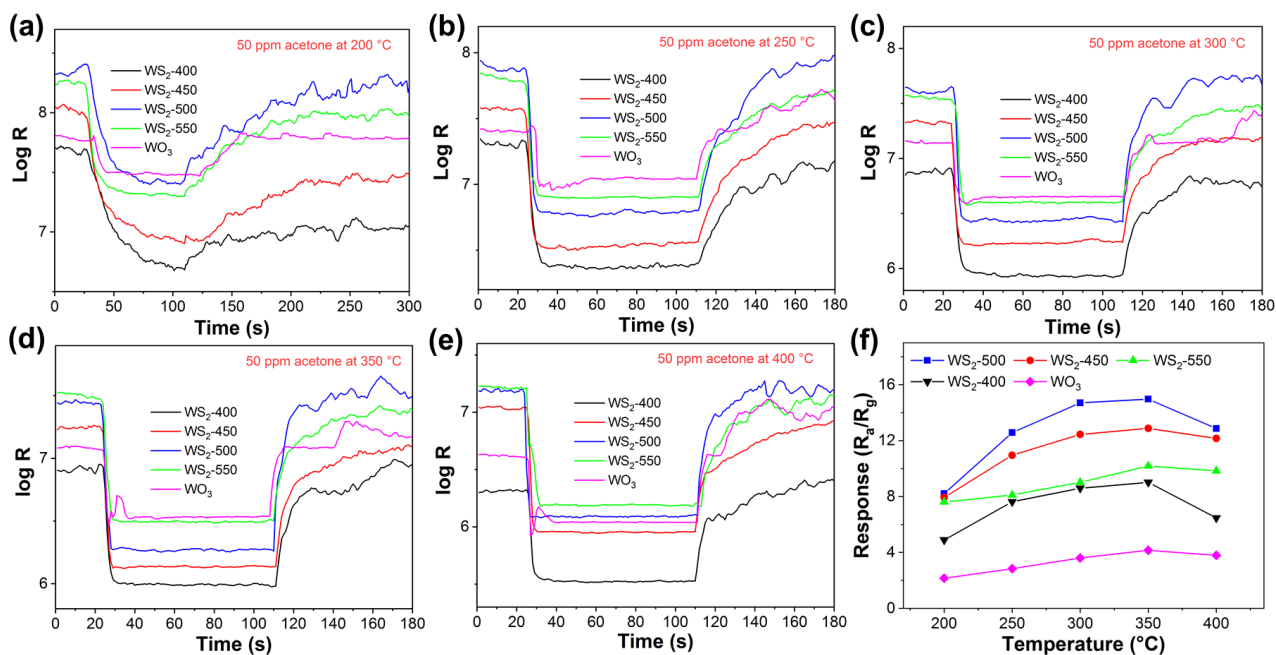 (a)
50 ppm acetone at 200 °C
WS2-400
WS2-450
WS2-500
WS2-550
WO3
Log R
8
7
0 50 100 150 200 250 300
Time (s)
(b)
50 ppm acetone at 250 °C
WS2-400
WS2-450
WS2-500
WS2-550
WO3
Log R
8
7
0 20 40 60 80 100 120 140 160 180
Time (s)
(c)
50 ppm acetone at 300 °C
WS2-400
WS2-450
WS2-500
WS2-550
WO3
Log R
8
7
6
0 20 40 60 80 100 120 140 160 180
Time (s)
(d)
50 ppm acetone at 350 °C
WS2-400
WS2-450
WS2-500
WS2-550
WO3
log R
7
6
0 20 40 60 80 100 120 140 160 180
Time (s)
(e)
50 ppm acetone at 400 °C
WS2-400
WS2-450
WS2-500
WS2-550
WO3
log R
7
6
0 20 40 60 80 100 120 140 160 180
Time (s)
(f)
WS2-500 WS2-450 WS2-550
WS2-400 WO3
Response (Ra/Rg)
16
12
8
4
0
200 250 300 350 400
Temperature (°C)